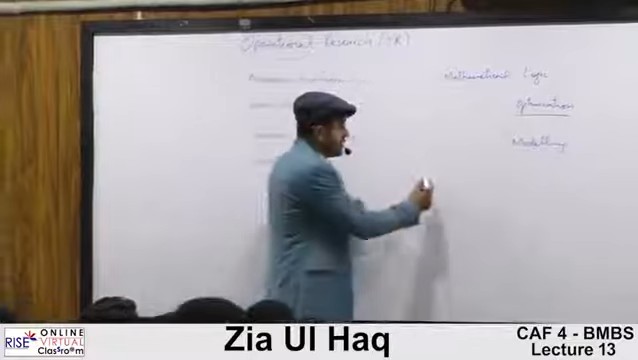 Operational Research (OR)
Mathematical Logic
Optimization
Modelling
RISE
ONLINE
VIRTUAL
Classroom
Zia Ul Haq
CAF 4 - BMBS
Lecture 13